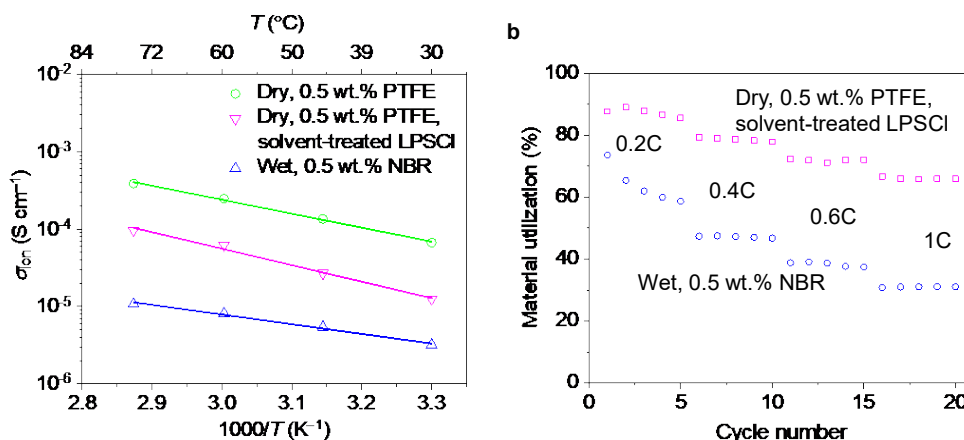 T (°C)
84 72 60 50 39 30
10⁻²
10⁻³
10⁻⁴
10⁻⁵
10⁻⁶
σion (S cm⁻¹)
Dry, 0.5 wt.% PTFE
Dry, 0.5 wt.% PTFE,
solvent-treated LPSCl
Wet, 0.5 wt.% NBR
2.8 2.9 3.0 3.1 3.2 3.3
1000/T (K⁻¹)
b
100
80
60
40
20
0
Material utilization (%)
Dry, 0.5 wt.% PTFE,
solvent-treated LPSCl
0.2C
0.4C
0.6C
1C
Wet, 0.5 wt.% NBR
0 5 10 15 20
Cycle number